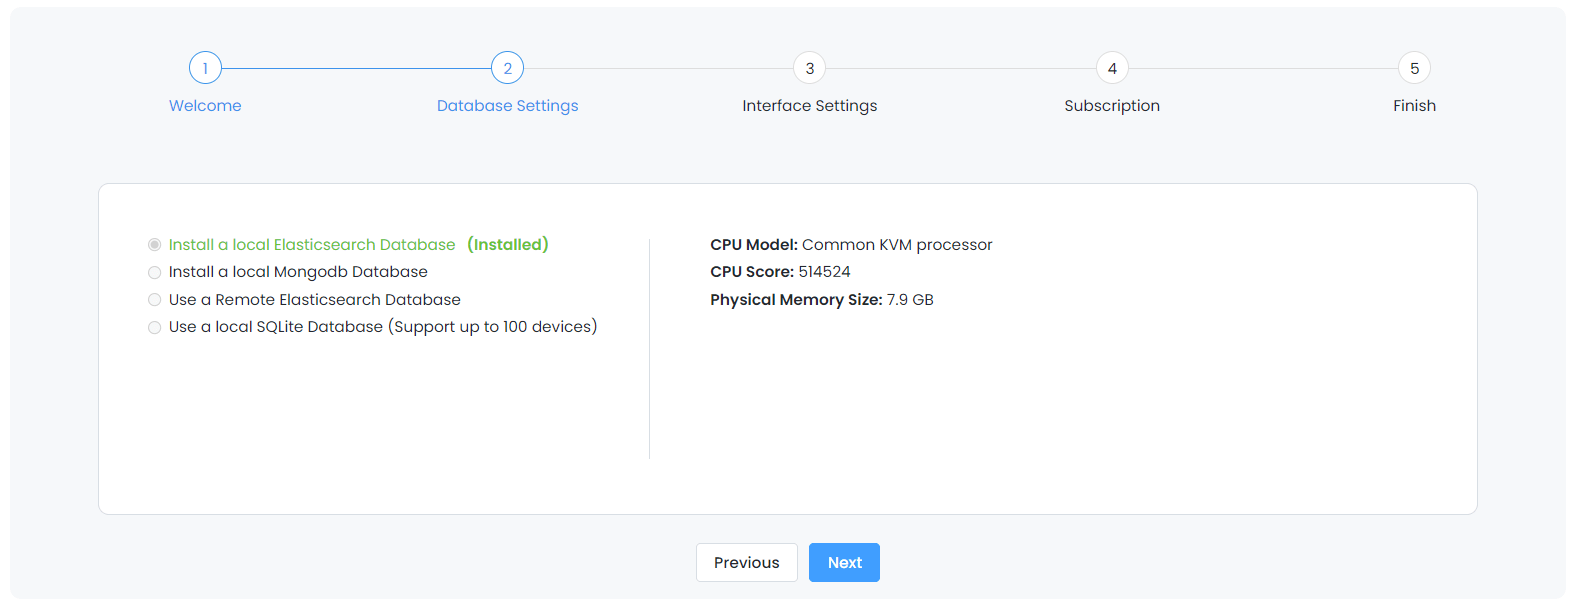 1 2 3 4 5
Welcome Database Settings Interface Settings Subscription Finish
Install a local Elasticsearch Database (Installed)
Install a local Mongodb Database
Use a Remote Elasticsearch Database
Use a local SQLite Database (Support up to 100 devices)
CPU Model: Common KVM processor
CPU Score: 514524
Physical Memory Size: 7.9 GB
Previous Next